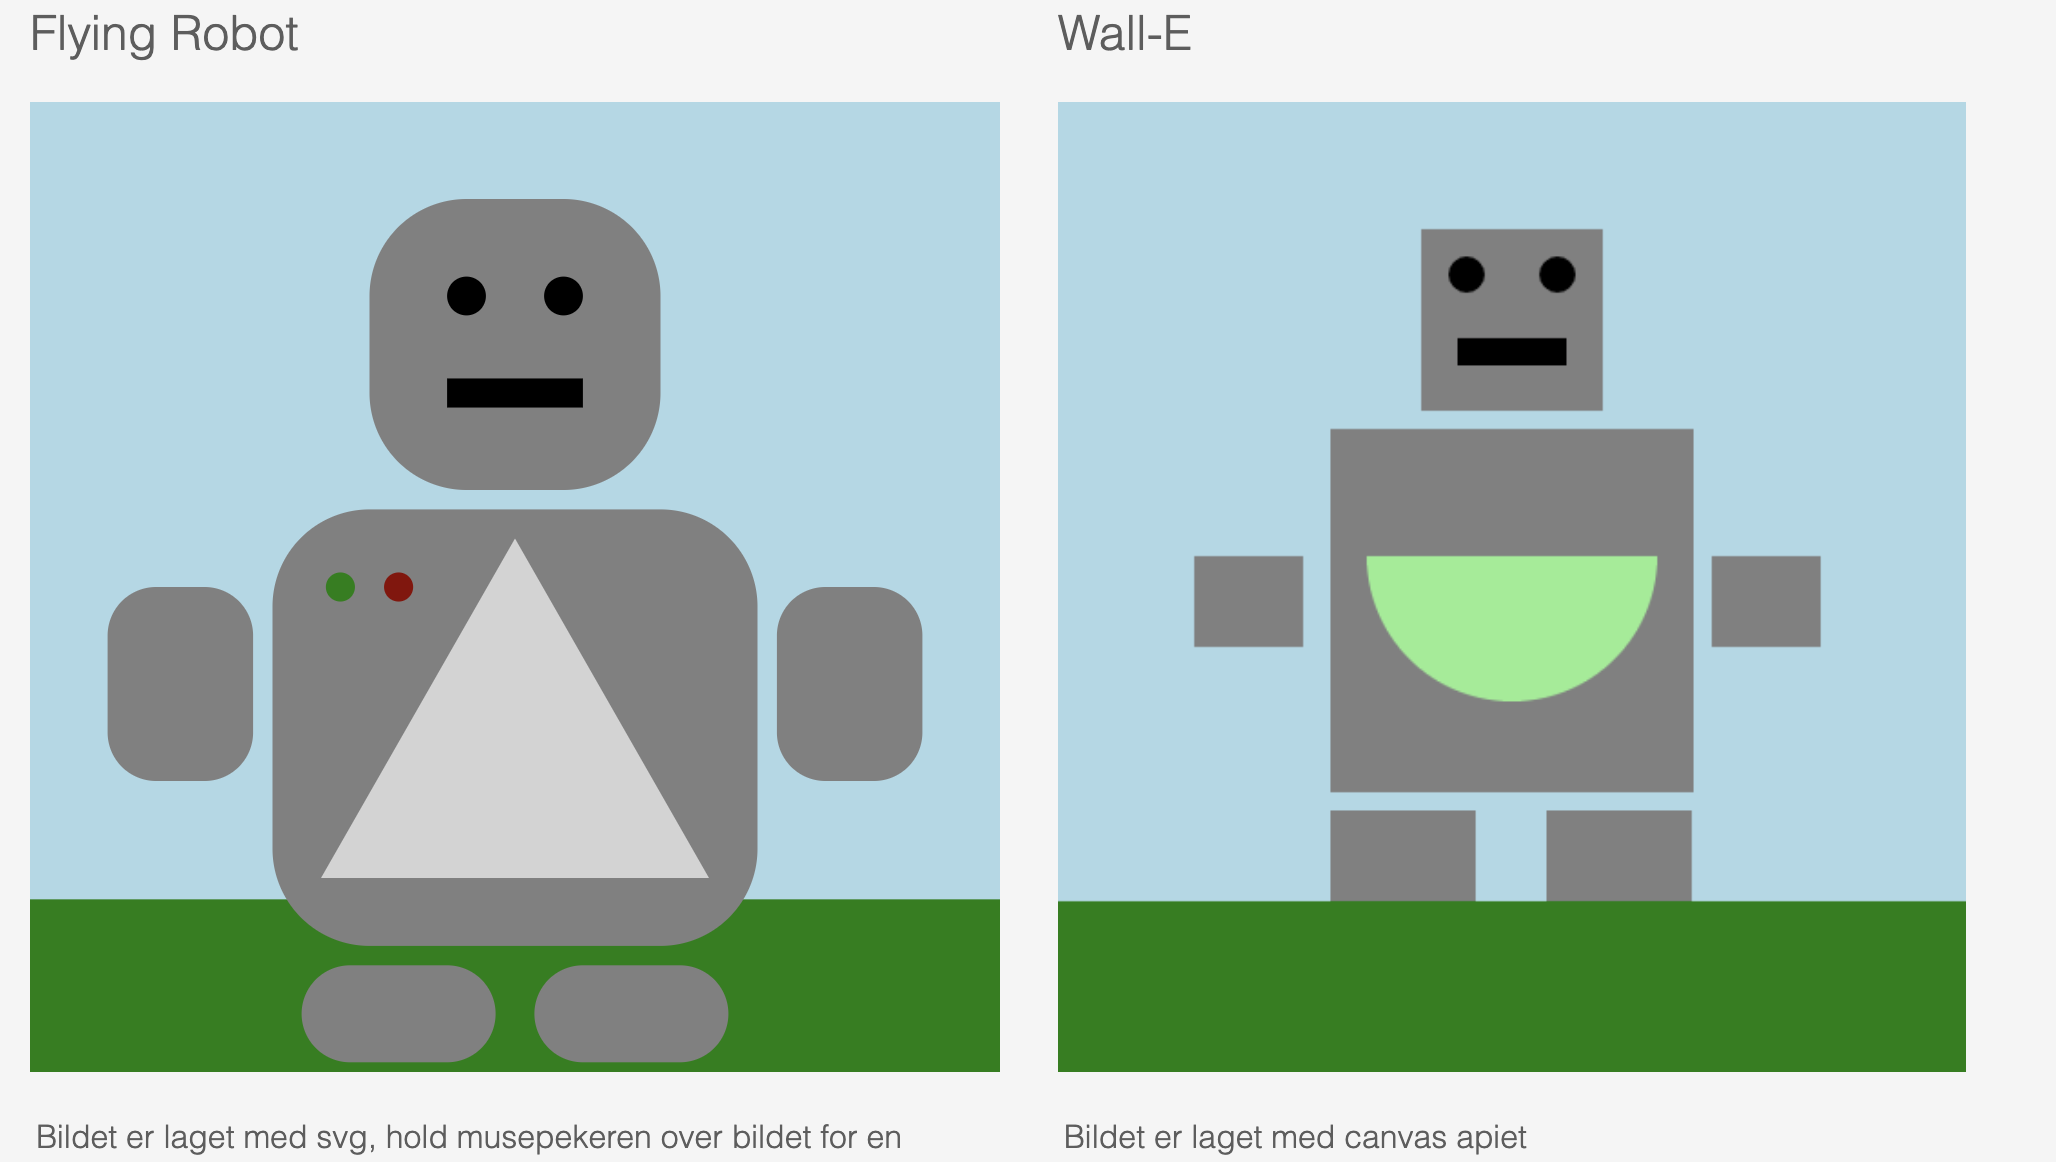 Flying Robot
Wall-E
Bildet er laget med svg, hold musepekeren over bildet for en
Bildet er laget med canvas apiet